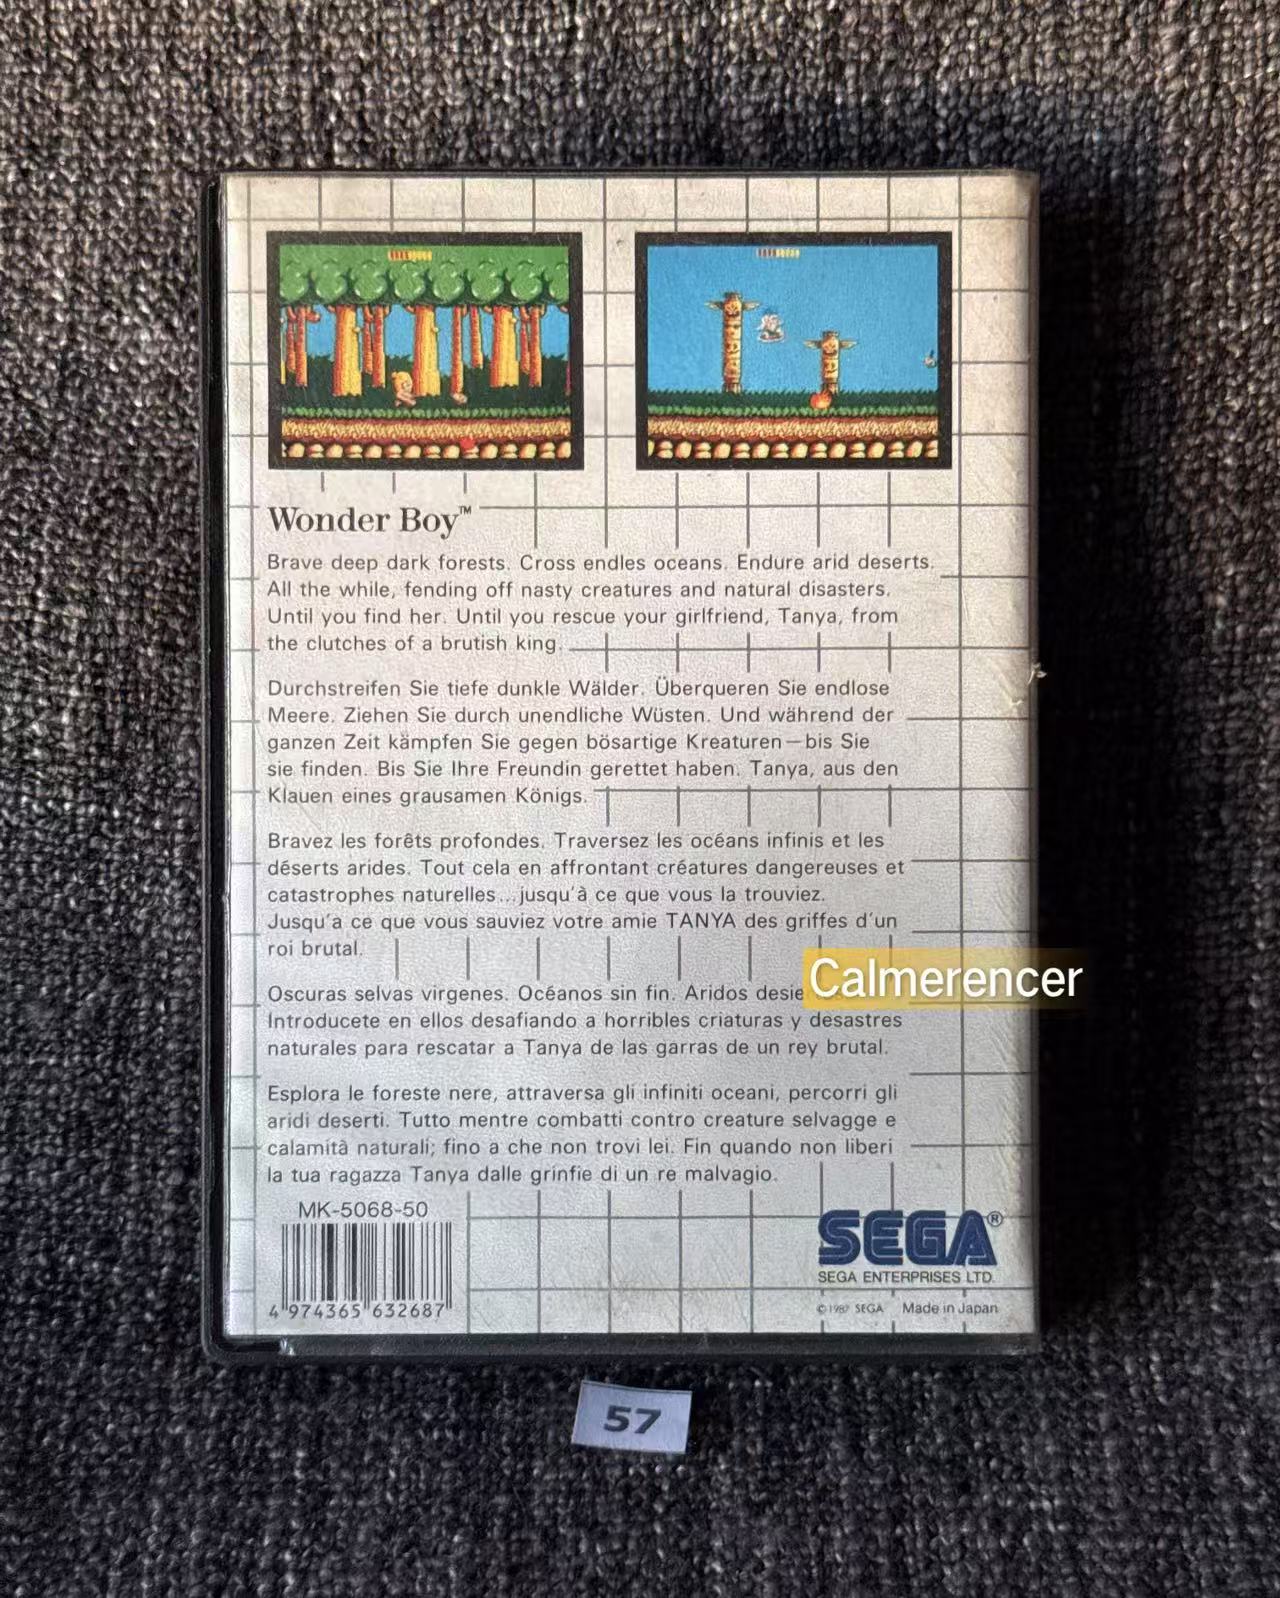 Wonder Boy™
Brave deep dark forests. Cross endles oceans. Endure arid deserts.
All the while, fending off nasty creatures and natural disasters.
Until you find her. Until you rescue your girlfriend, Tanya, from
the clutches of a brutish king.
Durchstreifen Sie tiefe dunkle Wälder. Überqueren Sie endlose
Meere. Ziehen Sie durch unendliche Wüsten. Und während der
ganzen Zeit kämpfen Sie gegen bösartige Kreaturen—bis Sie
sie finden. Bis Sie Ihre Freundin gerettet haben. Tanya, aus den
Klauen eines grausamen Königs.
Bravez les forêts profondes. Traversez les océans infinis et les
déserts arides. Tout cela en affrontant créatures dangereuses et
catastrophes naturelles...jusqu'à ce que vous la trouviez.
Jusqu'a ce que vous sauviez votre amie TANYA des griffes d'un
roi brutal.
Calmerencer
Oscuras selvas virgenes. Océanos sin fin. Aridos
Introducete en ellos desafiando a horribles criaturas y desastres
naturales para rescatar a Tanya de las garras de un rey brutal.
Esplora le foreste nere, attraversa gli infiniti oceani, percorri gli
aridi deserti. Tutto mentre combatti contro creature selvagge e
calamità naturali; fino a che non trovi lei. Fin quando non liberi
la tua ragazza Tanya dalle grinfie di un re malvagio.
MK-5068-50
4 974365 632687
SEGA®
SEGA ENTERPRISES LTD.
©1987 SEGA Made in Japan
57